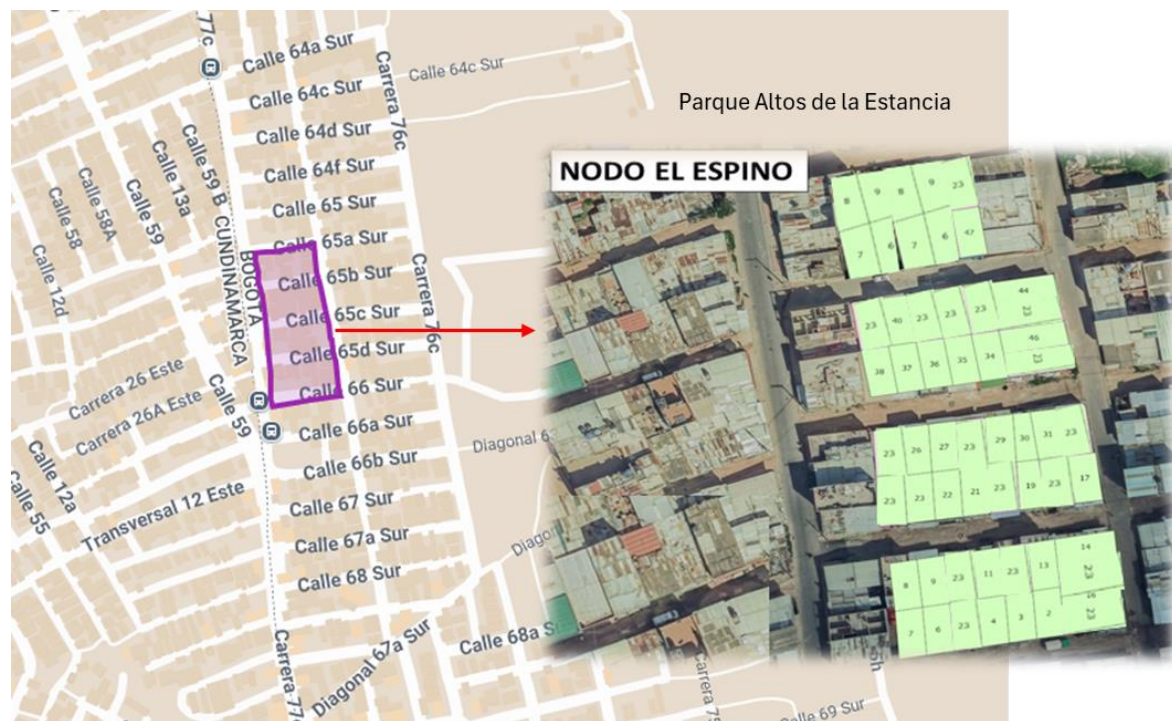 77c
Calle 64a Sur
Carrera 76c
Calle 64c Sur
Calle 64c Sur
Parque Altos de la Estancia
Calle 64d Sur
Calle 59 B
Calle 13a
Calle 64f Sur
NODO EL ESPINO
Calle 58
Calle 58A
Calle 59
Calle 65 Sur
CUNDINAMARCA
BOGOTA
Calle 65a Sur
Calle 12d
Calle 65b Sur
Carrera 76c
Calle 65c Sur
Calle 65d Sur
Carrera 26 Este
Calle 66 Sur
Carrera 26A Este
Calle 59
Calle 66a Sur
Diagonal 6
Calle 12a
Calle 66b Sur
Calle 55
Transversal 12 Este
Calle 67 Sur
Calle 67a Sur
Diago
Calle 68 Sur
Diagonal 67a Sur
Calle 68a S
Carrera 77c
Carrera 75
5h
Calle 69 Sur
8 9 8 9 23
7 6 7 6 47
23 40 23 23 23 44
23
38 37 36 35 34 46
23
23 26 27 23 29 30 31 23
23 23 22 21 23 19 23 17
8 9 23 11 23 13 14
23
7 6 23 4 3 2 16
23